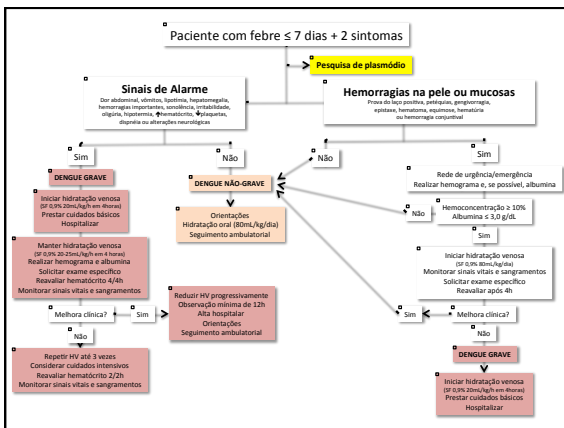 Paciente com febre ≤ 7 dias + 2 sintomas
Pesquisa de plasmódio
Sinais de Alarme
Dor abdominal, vômitos, lipotimia, hepatomegalia,
hemorragias importantes, sonolência, irritabilidade,
oligúria, hipotermia, ↑hematócrito, ↓plaquetas,
dispnéia ou alterações neurológicas
Hemorragias na pele ou mucosas
Prova do laço positiva, petéquias, gengivorragia,
epistaxe, hematoma, equimose, hematúria
ou hemorragia conjuntival
Sim
Não
Não
Sim
DENGUE GRAVE
Iniciar hidratação venosa
(SF 0,9% 20mL/kg/h em 4horas)
Prestar cuidados básicos
Hospitalizar
DENGUE NÃO-GRAVE
Orientações
Hidratação oral (80mL/kg/dia)
Seguimento ambulatorial
Rede de urgência/emergência
Realizar hemograma e, se possível, albumina
Não
Hemoconcentração ≥ 10%
Albumina ≤ 3,0 g/dL
Sim
Manter hidratação venosa
(SF 0,9% 20-25mL/kg/h em 4 horas)
Realizar hemograma e albumina
Solicitar exame específico
Reavaliar hematócrito 4/4h
Monitorar sinais vitais e sangramentos
Iniciar hidratação venosa
(SF 0,9% 80mL/kg/dia)
Monitorar sinais vitais e sangramentos
Solicitar exame específico
Reavaliar após 4h
Melhora clínica?
Sim
Reduzir HV progressivamente
Observação mínima de 12h
Alta hospitalar
Orientações
Seguimento ambulatorial
Sim
Melhora clínica?
Não
Não
Repetir HV até 3 vezes
Considerar cuidados intensivos
Reavaliar hematócrito 2/2h
Monitorar sinais vitais e sangramentos
DENGUE GRAVE
Iniciar hidratação venosa
(SF 0,9% 20mL/kg/h em 4horas)
Prestar cuidados básicos
Hospitalizar